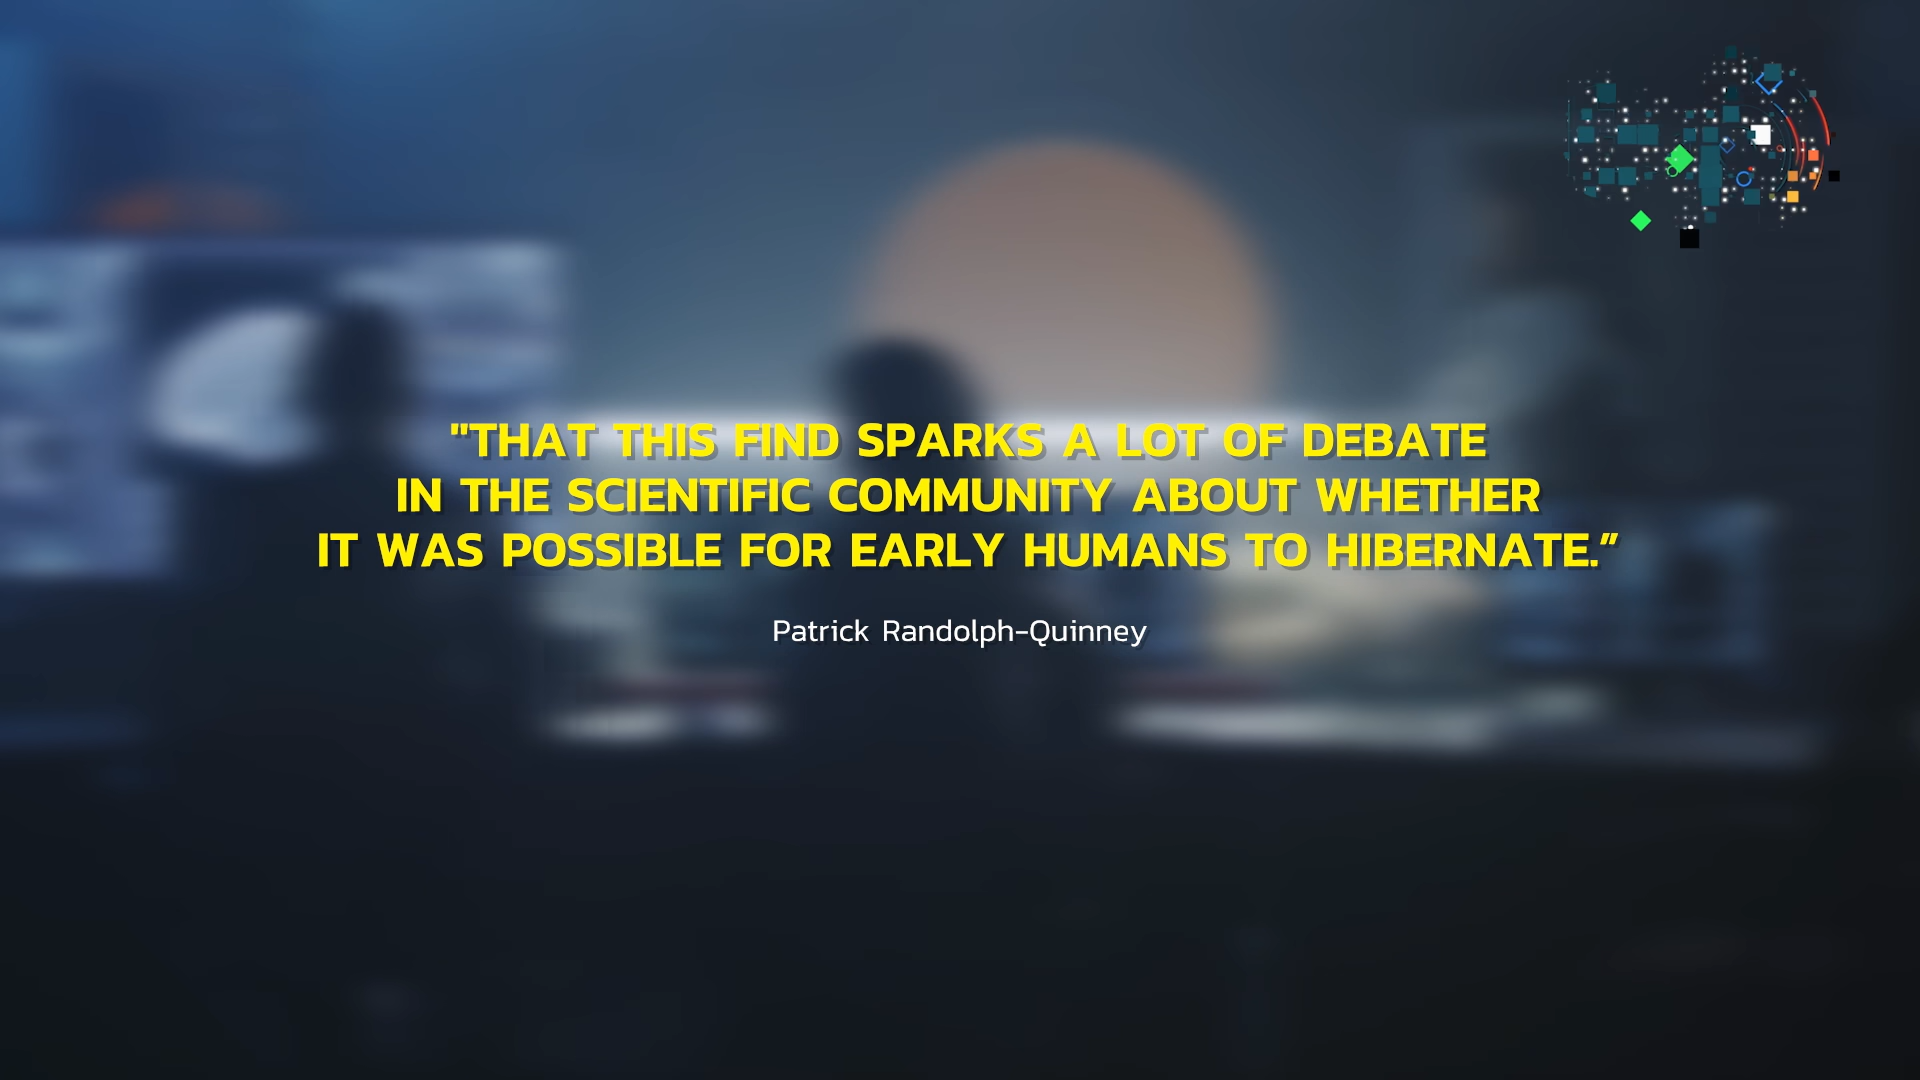 "THAT THIS FIND SPARKS A LOT OF DEBATE
IN THE SCIENTIFIC COMMUNITY ABOUT WHETHER
IT WAS POSSIBLE FOR EARLY HUMANS TO HIBERNATE.”
Patrick Randolph-Quinney